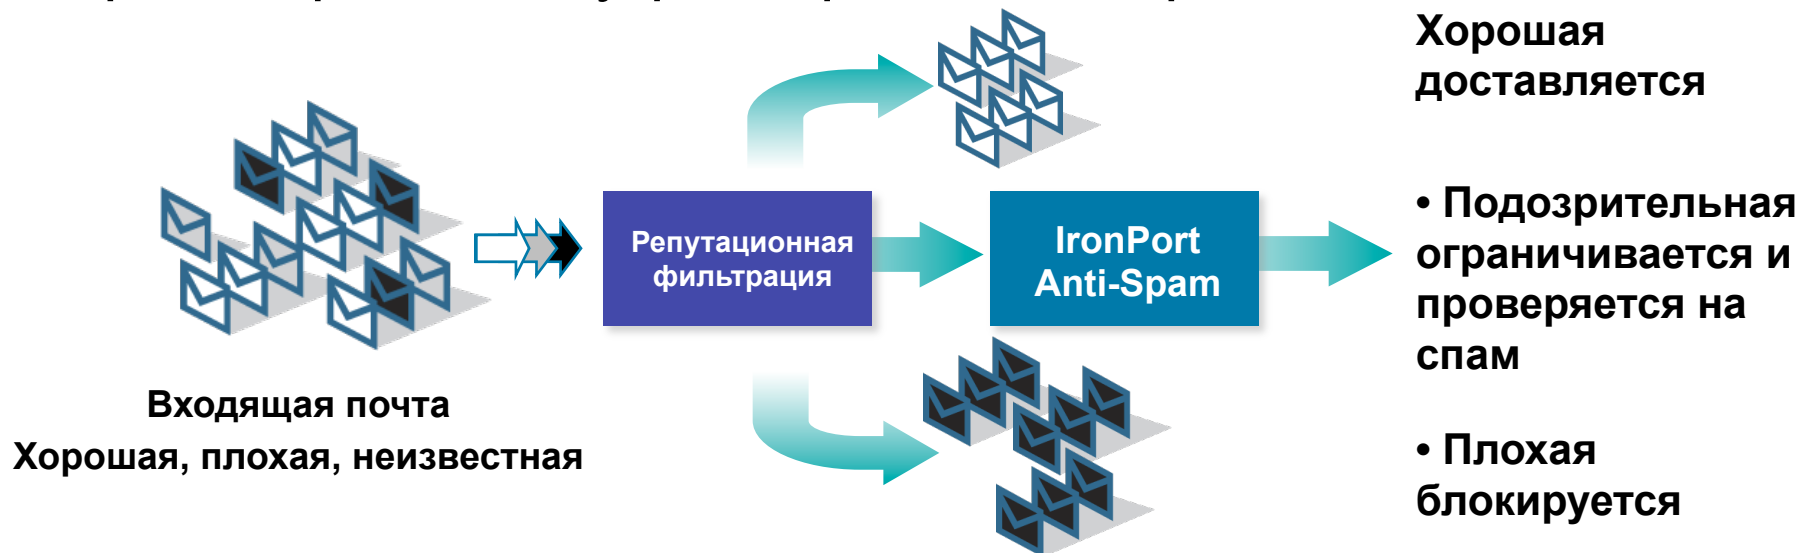 Хорошая
доставляется
Репутационная
фильтрация
IronPort
Anti-Spam
• Подозрительная
ограничивается и
проверяется на
спам
Входящая почта
Хорошая, плохая, неизвестная
• Плохая
блокируется